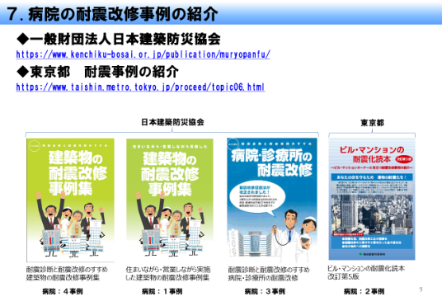 ７．病院の耐震改修事例の紹介
◆一般財団法人日本建築防災協会
https://www.kenchiku-bosai.or.jp/publication/muryopanfu/
◆東京都　耐震事例の紹介
https://www.taishin.metro.tokyo.jp/proceed/topic06.html
日本建築防災協会
東京都
建築物の
耐震改修
事例集
建築物の
耐震改修
事例集
病院・診療所の
耐震改修
ビル・マンションの
耐震化読本
耐震診断と耐震改修のすすめ
建築物の耐震改修事例集
住まいながら・営業しながら実施
した建築物の耐震改修事例集
耐震診断と耐震改修のすすめ
病院・診療所の耐震改修
ビル・マンションの耐震化読本
改訂第5版
病院：４事例
病院：１事例
病院：３事例
病院：２事例
9